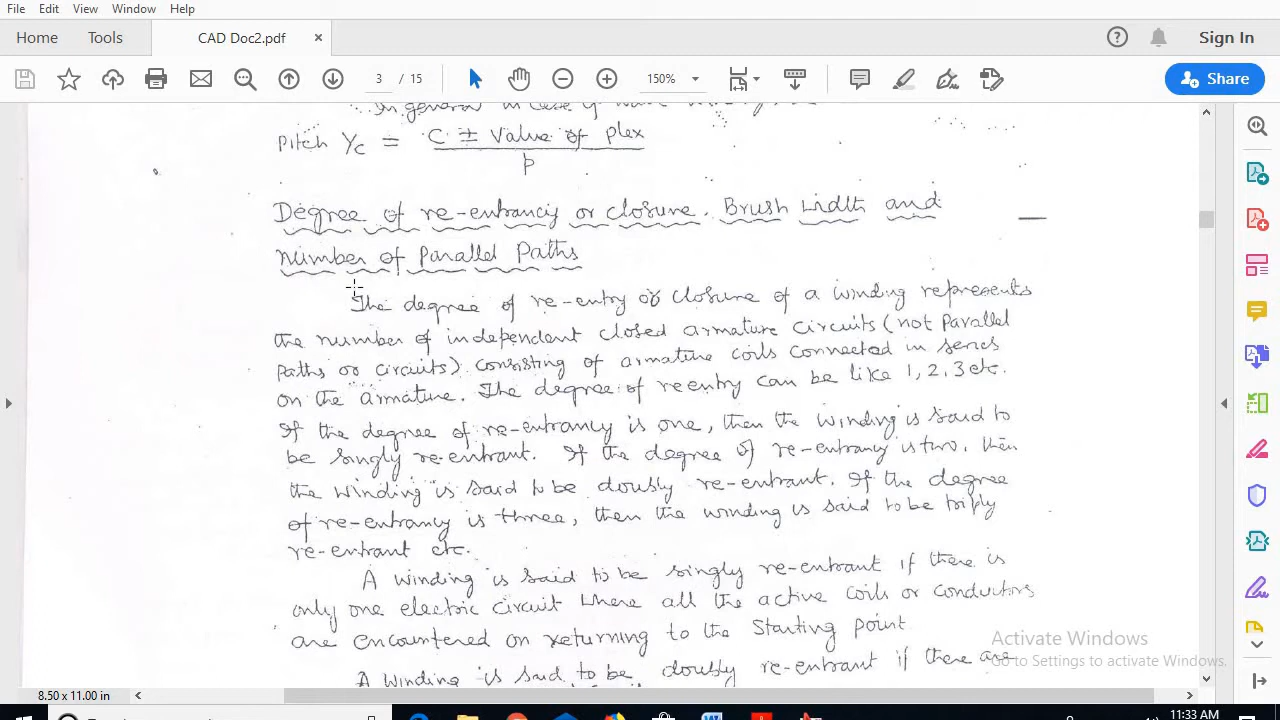 File Edit View Window Help
Home Tools CAD Doc2.pdf × Sign In
3 / 15 150% Share
In general in case of wave
Pitch Yc = C ± Value of plex
p
Degree of re-entrancy or closure. Brush width and —
Number of Parallel Paths
The degree of re-entry or closure of a winding represents
the number of independent closed armature circuits (not Parallel
Paths or circuits) consisting of armature coils connected in series
on the armature. The degree of reentry can be like 1, 2, 3 etc.
If the degree of re-entrancy is one, then the winding is said to
be singly re-entrant. If the degree of re-entrancy is two, then
the winding is said to be doubly re-entrant. If the degree
of re-entrancy is three, then the winding is said to be triply
re-entrant etc.
A winding is said to be singly re-entrant if there is
only one electric circuit where all the active coils or conductors
are encountered on returning to the starting point
A winding is said to be doubly re-entrant if there are
Activate Windows
Go to Settings to activate Windows.
8.50 x 11.00 in
11:33 AM